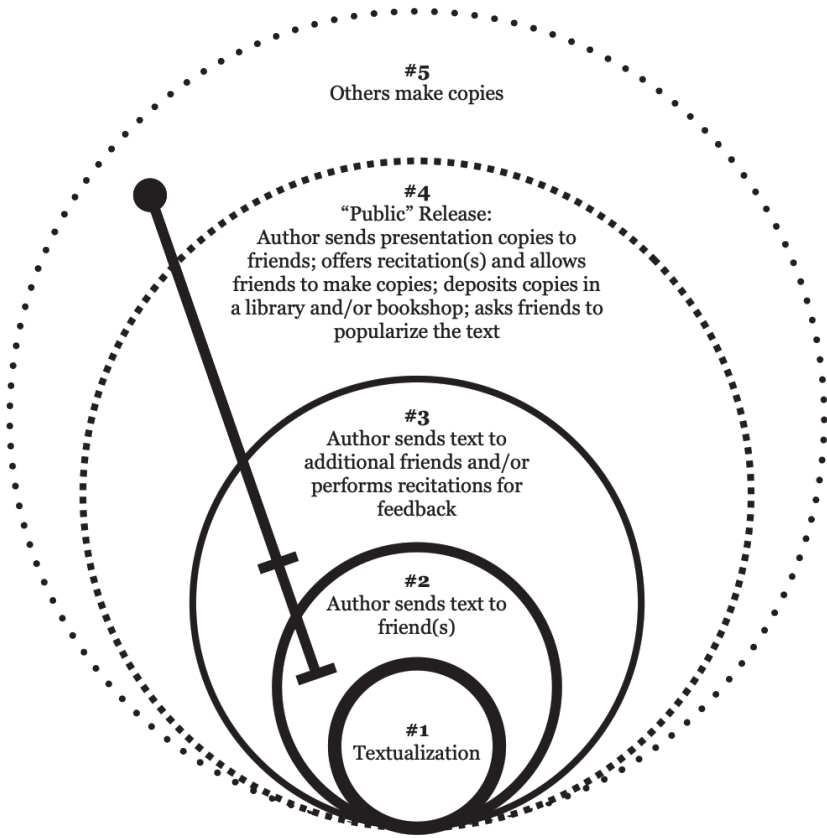 #5
Others make copies
#4
“Public” Release:
Author sends presentation copies to
friends; offers recitation(s) and allows
friends to make copies; deposits copies in
a library and/or bookshop; asks friends to
popularize the text
#3
Author sends text to
additional friends and/or
performs recitations for
feedback
#2
Author sends text to
friend(s)
#1
Textualization